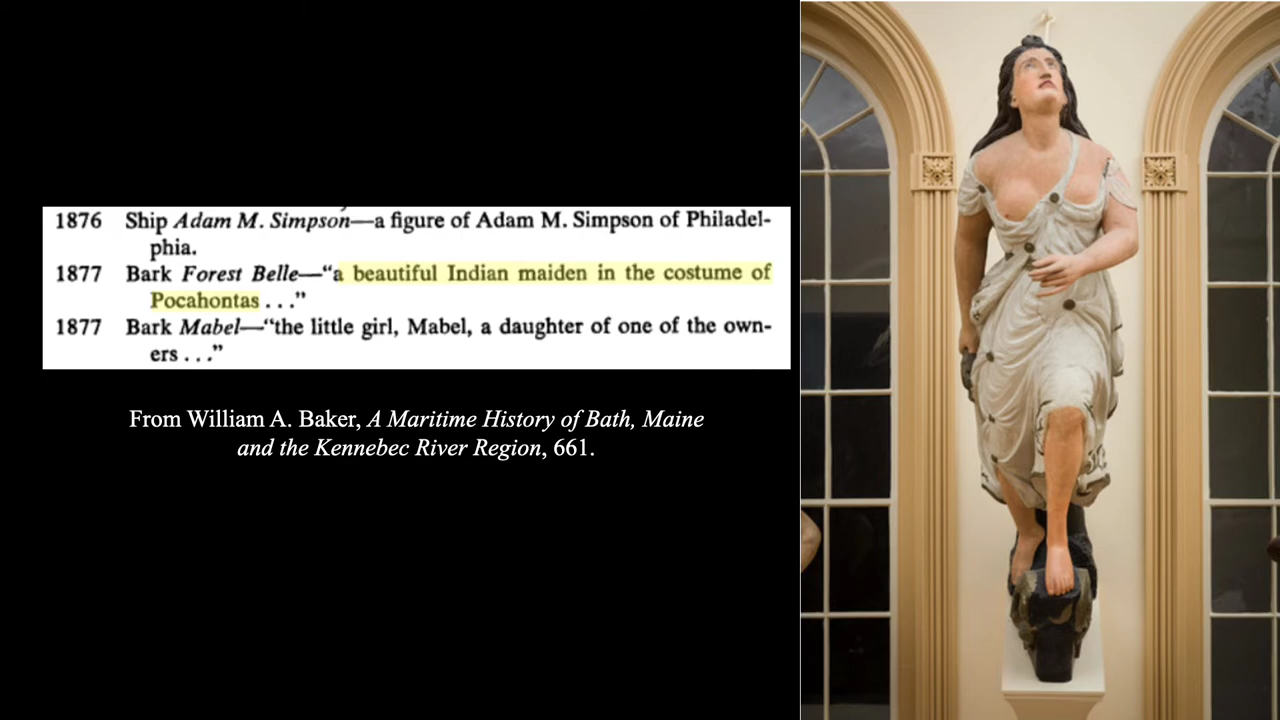 1876 Ship Adam M. Simpson—a figure of Adam M. Simpson of Philadel-
phia.
1877 Bark Forest Belle—“a beautiful Indian maiden in the costume of
Pocahontas . . .”
1877 Bark Mabel—“the little girl, Mabel, a daughter of one of the own-
ers . . .”
From William A. Baker, A Maritime History of Bath, Maine
and the Kennebec River Region, 661.